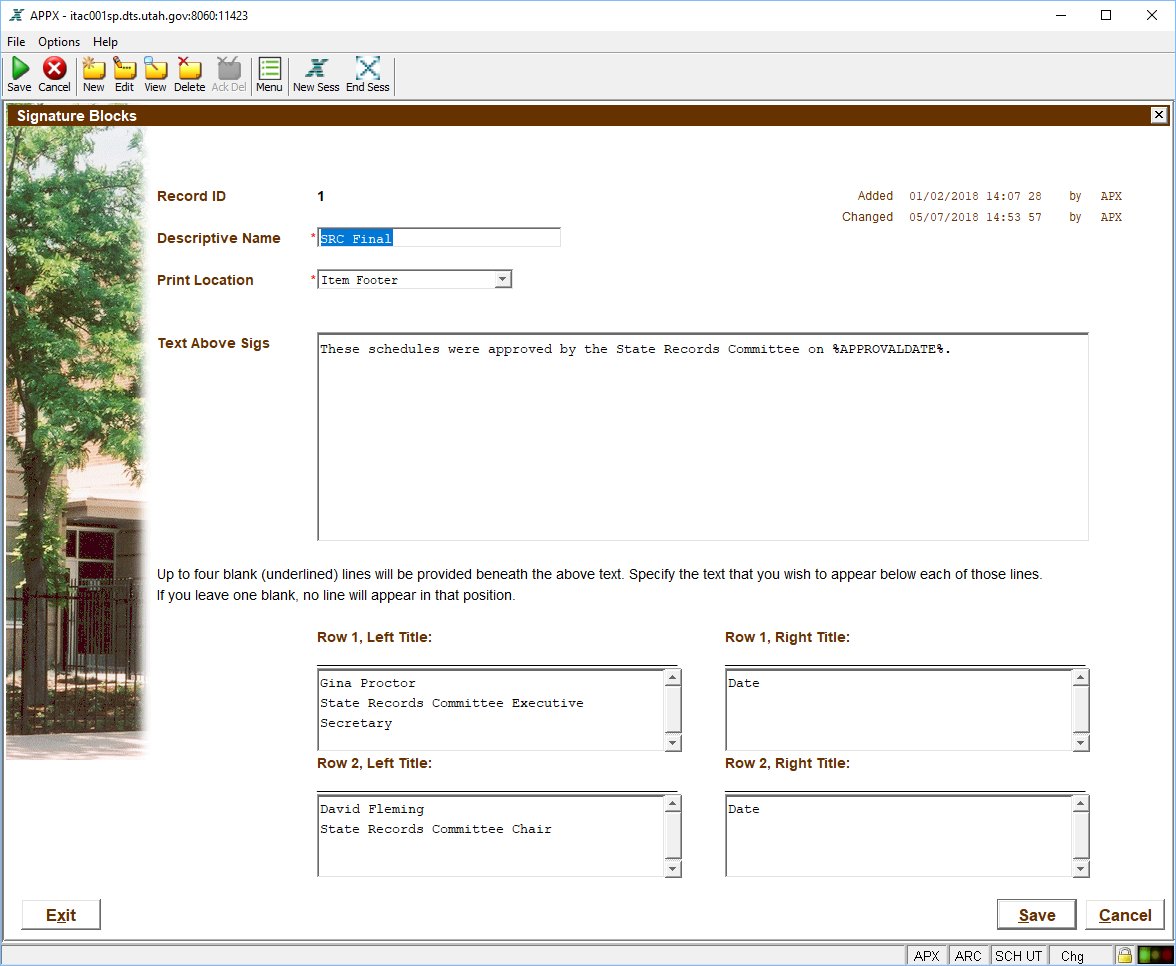 APPX - itac001sp.dts.utah.gov:8060:11423
File Options Help
Save Cancel New Edit View Delete Ack Del Menu New Sess End Sess
Signature Blocks
Record ID 1 Added 01/02/2018 14:07 28 by APX
Changed 05/07/2018 14:53 57 by APX
Descriptive Name *SRC Final
Print Location *Item Footer
Text Above Sigs These schedules were approved by the State Records Committee on %APPROVALDATE%.
Up to four blank (underlined) lines will be provided beneath the above text. Specify the text that you wish to appear below each of those lines.
If you leave one blank, no line will appear in that position.
Row 1, Left Title: Row 1, Right Title:
Gina Proctor Date
State Records Committee Executive
Secretary
Row 2, Left Title: Row 2, Right Title:
David Fleming Date
State Records Committee Chair
Exit Save Cancel
APX ARC SCH UT Chg